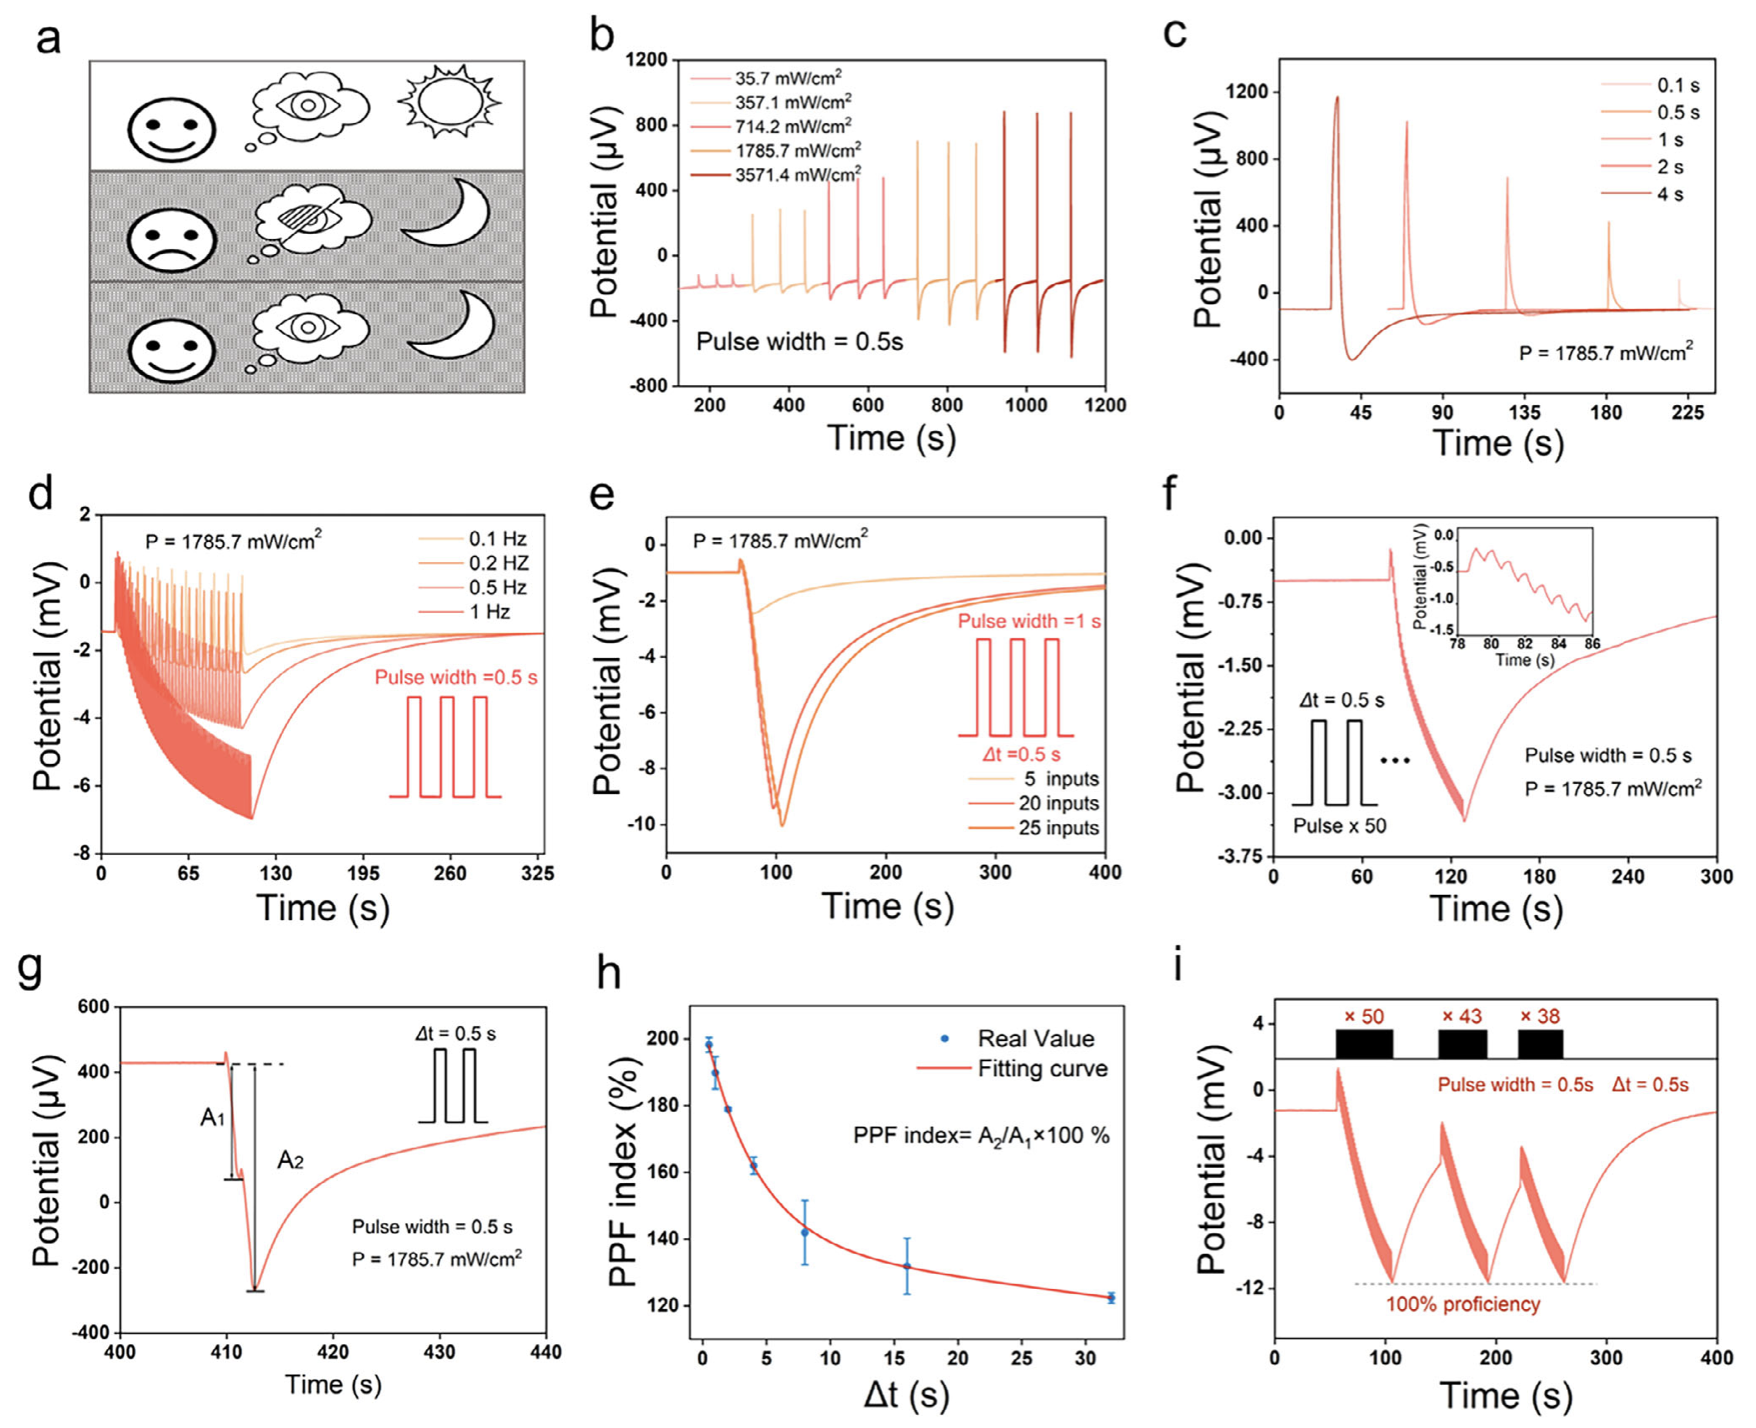 a
b
1200
800
400
0
-400
-800
Potential (µV)
35.7 mW/cm²
357.1 mW/cm²
714.2 mW/cm²
1785.7 mW/cm²
3571.4 mW/cm²
Pulse width = 0.5s
200 400 600 800 1000 1200
Time (s)
c
1200
800
400
0
-400
Potential (µV)
0.1 s
0.5 s
1 s
2 s
4 s
P = 1785.7 mW/cm²
0 45 90 135 180 225
Time (s)
d
2
0
-2
-4
-6
-8
Potential (mV)
P = 1785.7 mW/cm²
0.1 Hz
0.2 HZ
0.5 Hz
1 Hz
Pulse width =0.5 s
0 65 130 195 260 325
Time (s)
e
0
-2
-4
-6
-8
-10
Potential (mV)
P = 1785.7 mW/cm²
Pulse width =1 s
Δt =0.5 s
5 inputs
20 inputs
25 inputs
0 100 200 300 400
Time (s)
f
0.00
-0.75
-1.50
-2.25
-3.00
-3.75
Potential (mV)
0.0
-0.5
-1.0
-1.5
Potential (mV)
78 80 82 84 86
Time (s)
Δt = 0.5 s
Pulse x 50
Pulse width = 0.5 s
P = 1785.7 mW/cm²
0 60 120 180 240 300
Time (s)
g
600
400
200
0
-200
-400
Potential (µV)
Δt = 0.5 s
A₁
A₂
Pulse width = 0.5 s
P = 1785.7 mW/cm²
400 410 420 430 440
Time (s)
h
200
180
160
140
120
PPF index (%)
Real Value
Fitting curve
PPF index= A₂/A₁×100 %
0 5 10 15 20 25 30
Δt (s)
i
4
0
-4
-8
-12
Potential (mV)
× 50 × 43 × 38
Pulse width = 0.5s Δt = 0.5s
100% proficiency
0 100 200 300 400
Time (s)